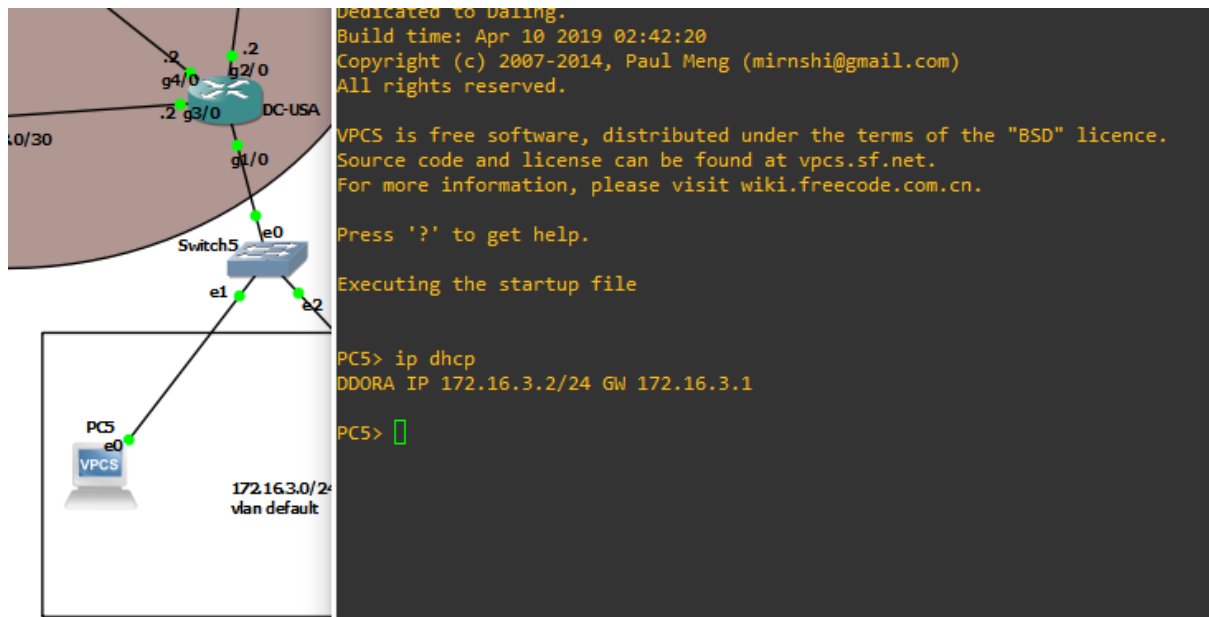 .2
.2
g4/0
g2/0
.2 g3/0
DC-USA
.0/30
g1/0
Switch5
e0
e1
e2
PC5
e0
VPCS
172.16.3.0/24
vlan default
Dedicated to Daling.
Build time: Apr 10 2019 02:42:20
Copyright (c) 2007-2014, Paul Meng (mirnshi@gmail.com)
All rights reserved.
VPCS is free software, distributed under the terms of the "BSD" licence.
Source code and license can be found at vpcs.sf.net.
For more information, please visit wiki.freecode.com.cn.
Press '?' to get help.
Executing the startup file
PC5> ip dhcp
DDORA IP 172.16.3.2/24 GW 172.16.3.1
PC5>